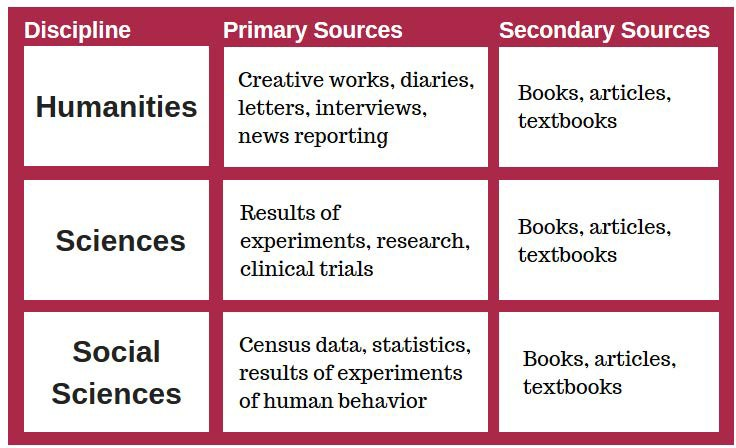 Discipline
Primary Sources
Secondary Sources
Humanities
Creative works, diaries,
letters, interviews,
news reporting
Books, articles,
textbooks
Sciences
Results of
experiments, research,
clinical trials
Books, articles,
textbooks
Social
Sciences
Census data, statistics,
results of experiments
of human behavior
Books, articles,
textbooks